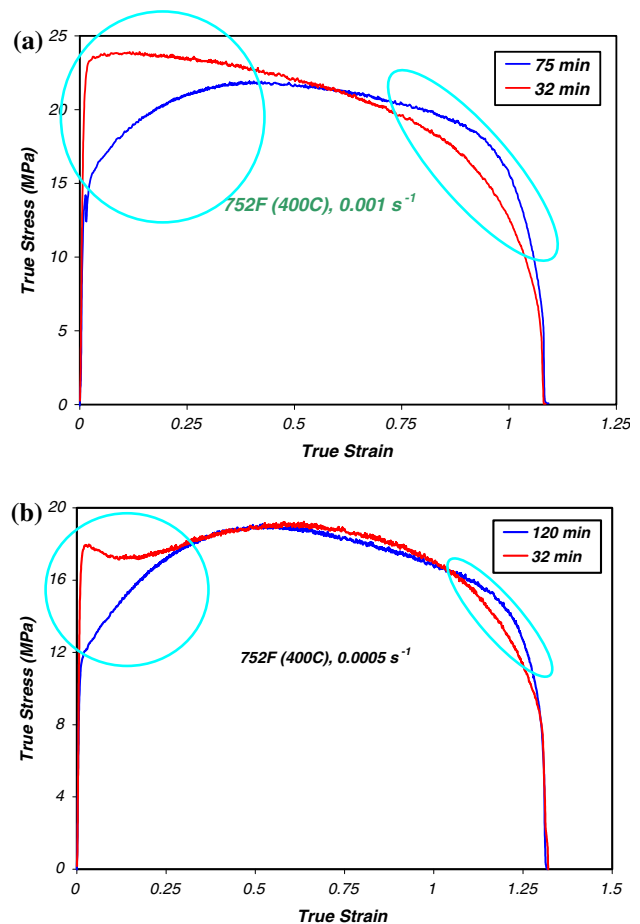 (a)
25
20
15
10
5
0
True Stress (MPa)
75 min
32 min
752F (400C), 0.001 s⁻¹
0 0.25 0.5 0.75 1 1.25
True Strain
(b)
20
16
12
8
4
0
True Stress (MPa)
120 min
32 min
752F (400C), 0.0005 s⁻¹
0 0.25 0.5 0.75 1 1.25 1.5
True Strain